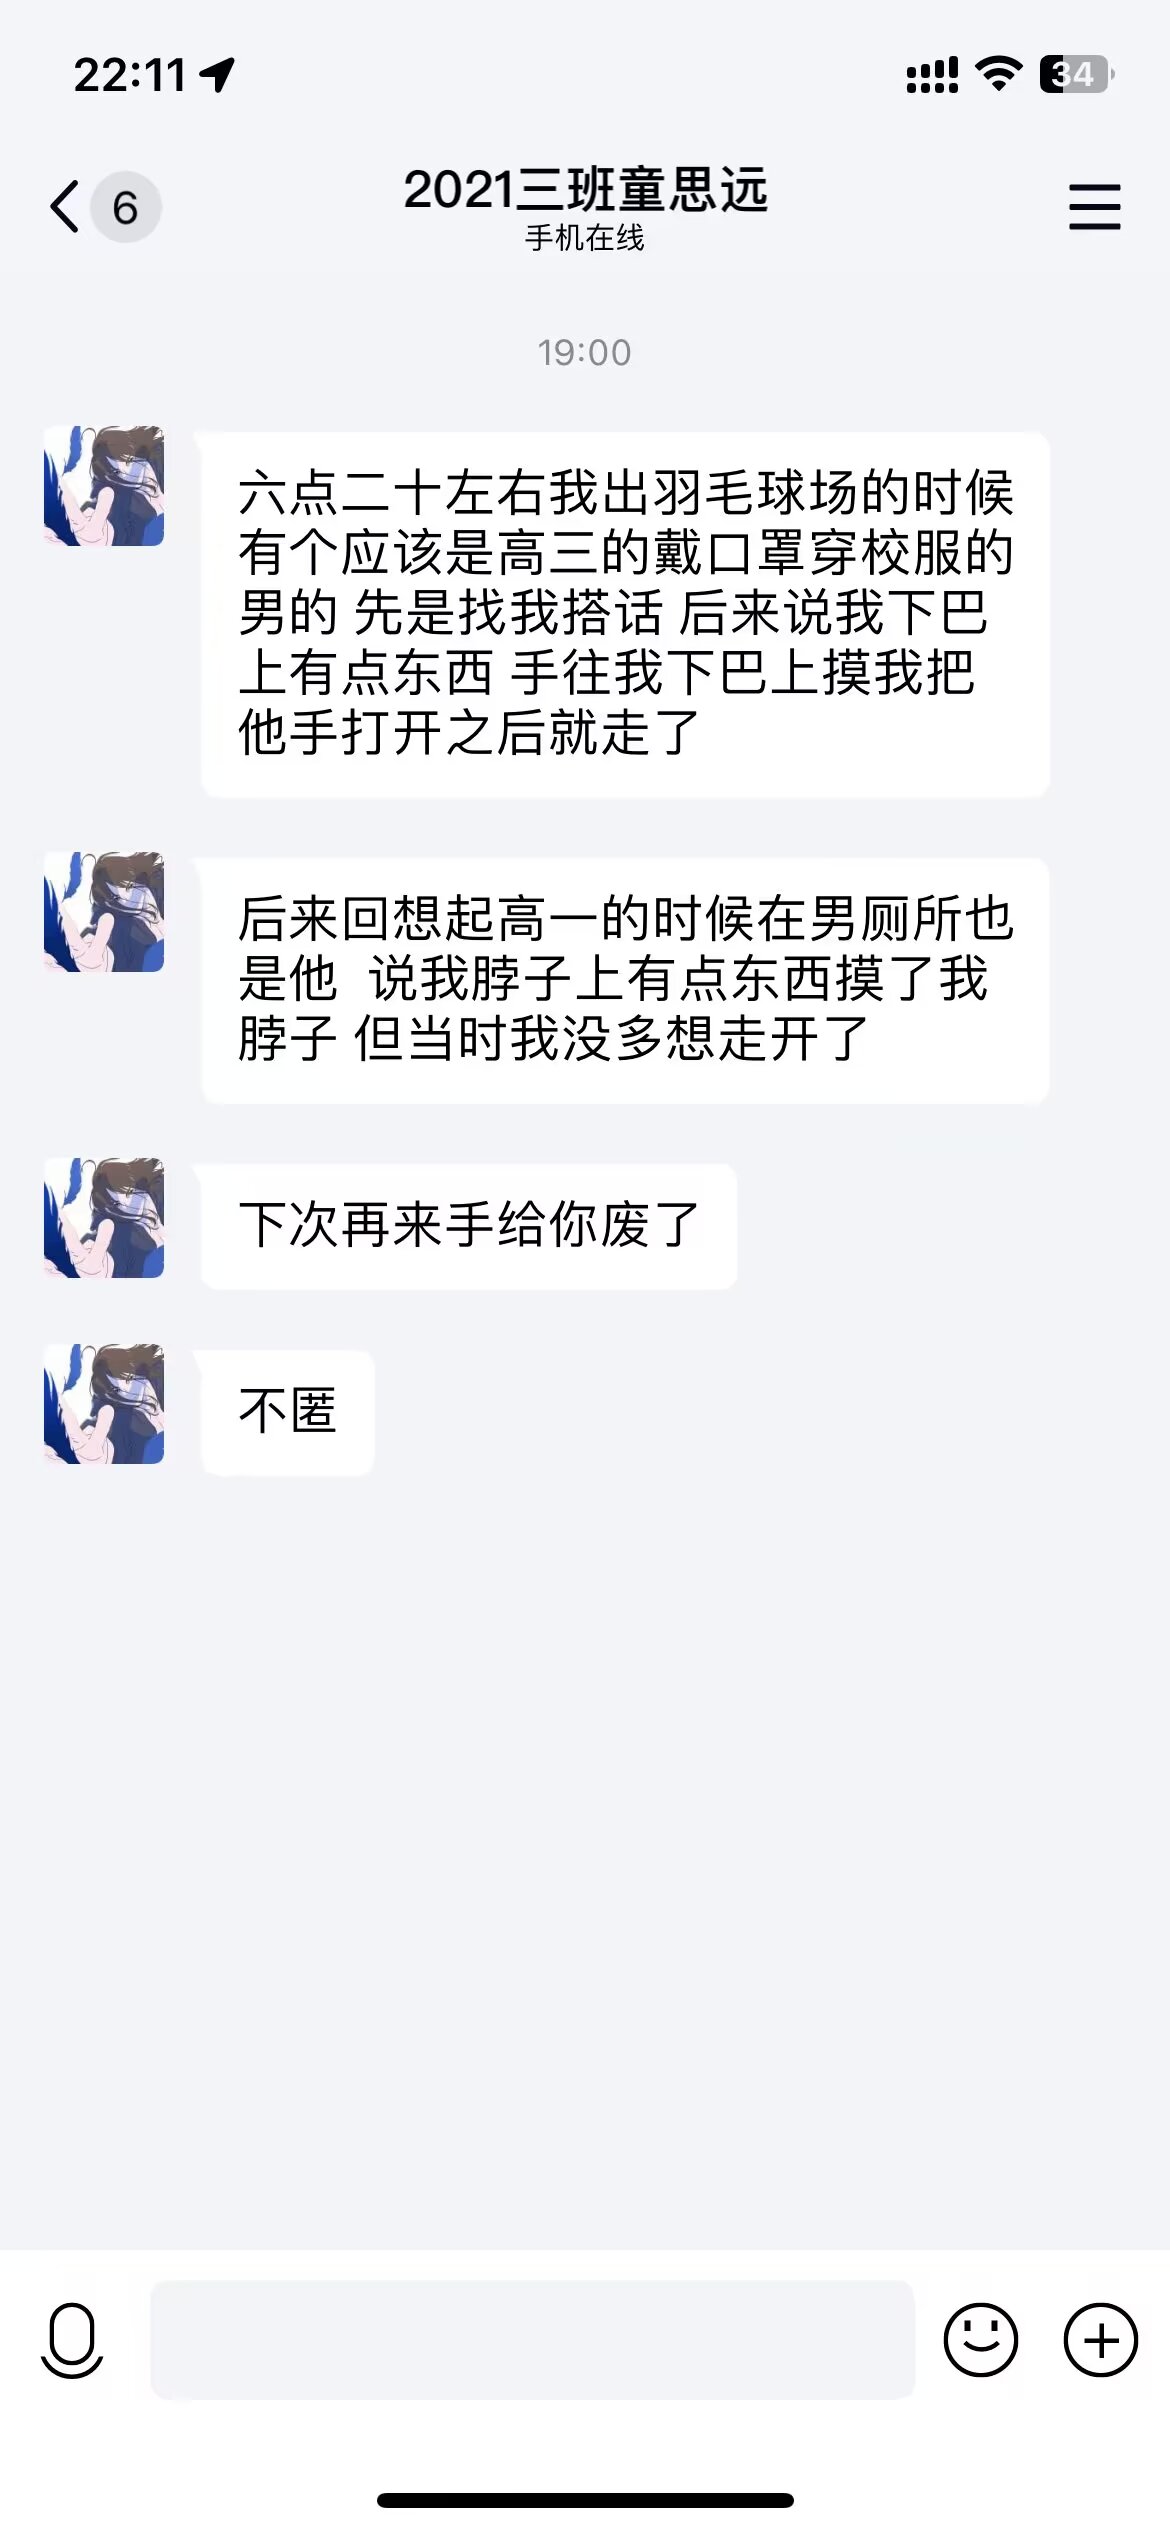 22:11
34
6
2021三班童思远
手机在线
19:00
六点二十左右我出羽毛球场的时候
有个应该是高三的戴口罩穿校服的
男的 先是找我搭话 后来说我下巴
上有点东西 手往我下巴上摸我把
他手打开之后就走了
后来回想起高一的时候在男厕所也
是他  说我脖子上有点东西摸了我
脖子 但当时我没多想走开了
下次再来手给你废了
不匿